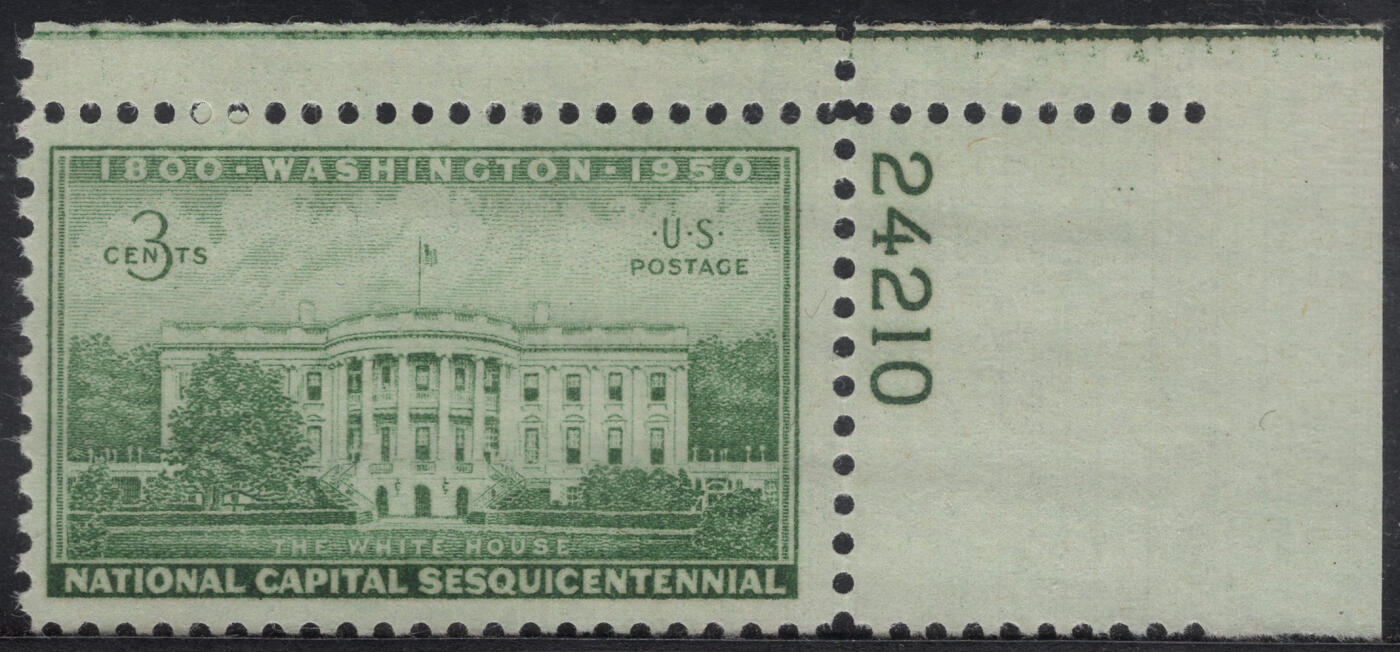 1800 · WASHINGTON · 1950
3
CENTS
·U·S·
POSTAGE
THE WHITE HOUSE
NATIONAL CAPITAL SESQUICENTENNIAL
24210